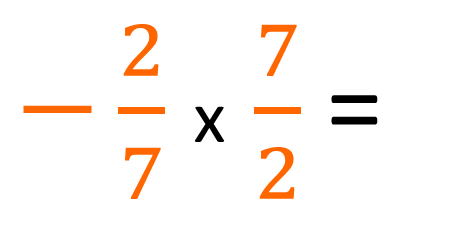 − 2/7 x 7/2 =